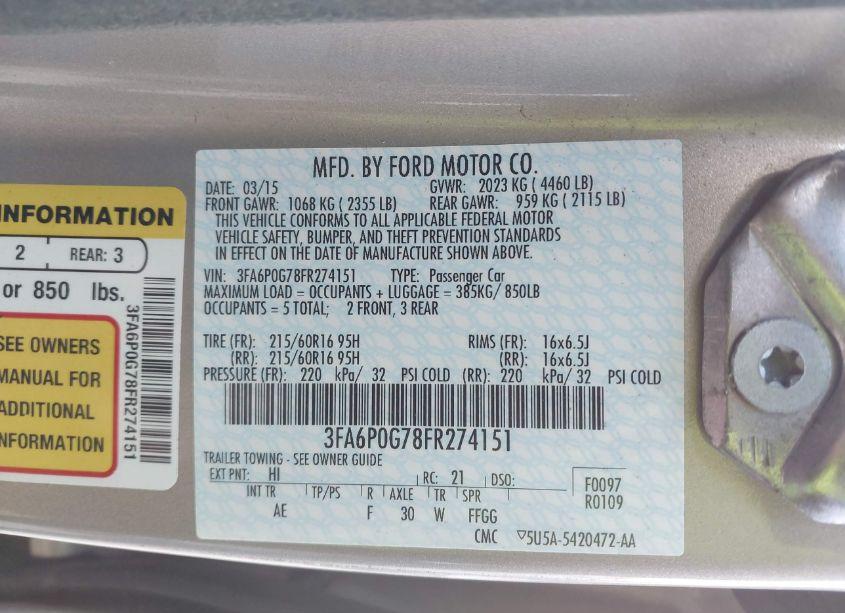 INFORMATION
2 REAR: 3
or 850 lbs.
SEE OWNERS
MANUAL FOR
ADDITIONAL
INFORMATION
3FA6P0G78FR274151
MFD. BY FORD MOTOR CO.
DATE: 03/15 GVWR: 2023 KG ( 4460 LB)
FRONT GAWR: 1068 KG ( 2355 LB) REAR GAWR: 959 KG ( 2115 LB)
THIS VEHICLE CONFORMS TO ALL APPLICABLE FEDERAL MOTOR
VEHICLE SAFETY, BUMPER, AND THEFT PREVENTION STANDARDS
IN EFFECT ON THE DATE OF MANUFACTURE SHOWN ABOVE.
VIN: 3FA6P0G78FR274151 TYPE: Passenger Car
MAXIMUM LOAD = OCCUPANTS + LUGGAGE = 385KG/ 850LB
OCCUPANTS = 5 TOTAL; 2 FRONT, 3 REAR
TIRE (FR): 215/60R16 95H RIMS (FR): 16x6.5J
(RR): 215/60R16 95H (RR): 16x6.5J
PRESSURE (FR): 220 kPa/ 32 PSI COLD (RR): 220 kPa/ 32 PSI COLD
3FA6P0G78FR274151
TRAILER TOWING - SEE OWNER GUIDE
EXT PNT: HI RC: 21 DSO: F0097
INT TR TP/PS R AXLE TR SPR R0109
AE F 30 W FFGG
CMC ▽5U5A-5420472-AA